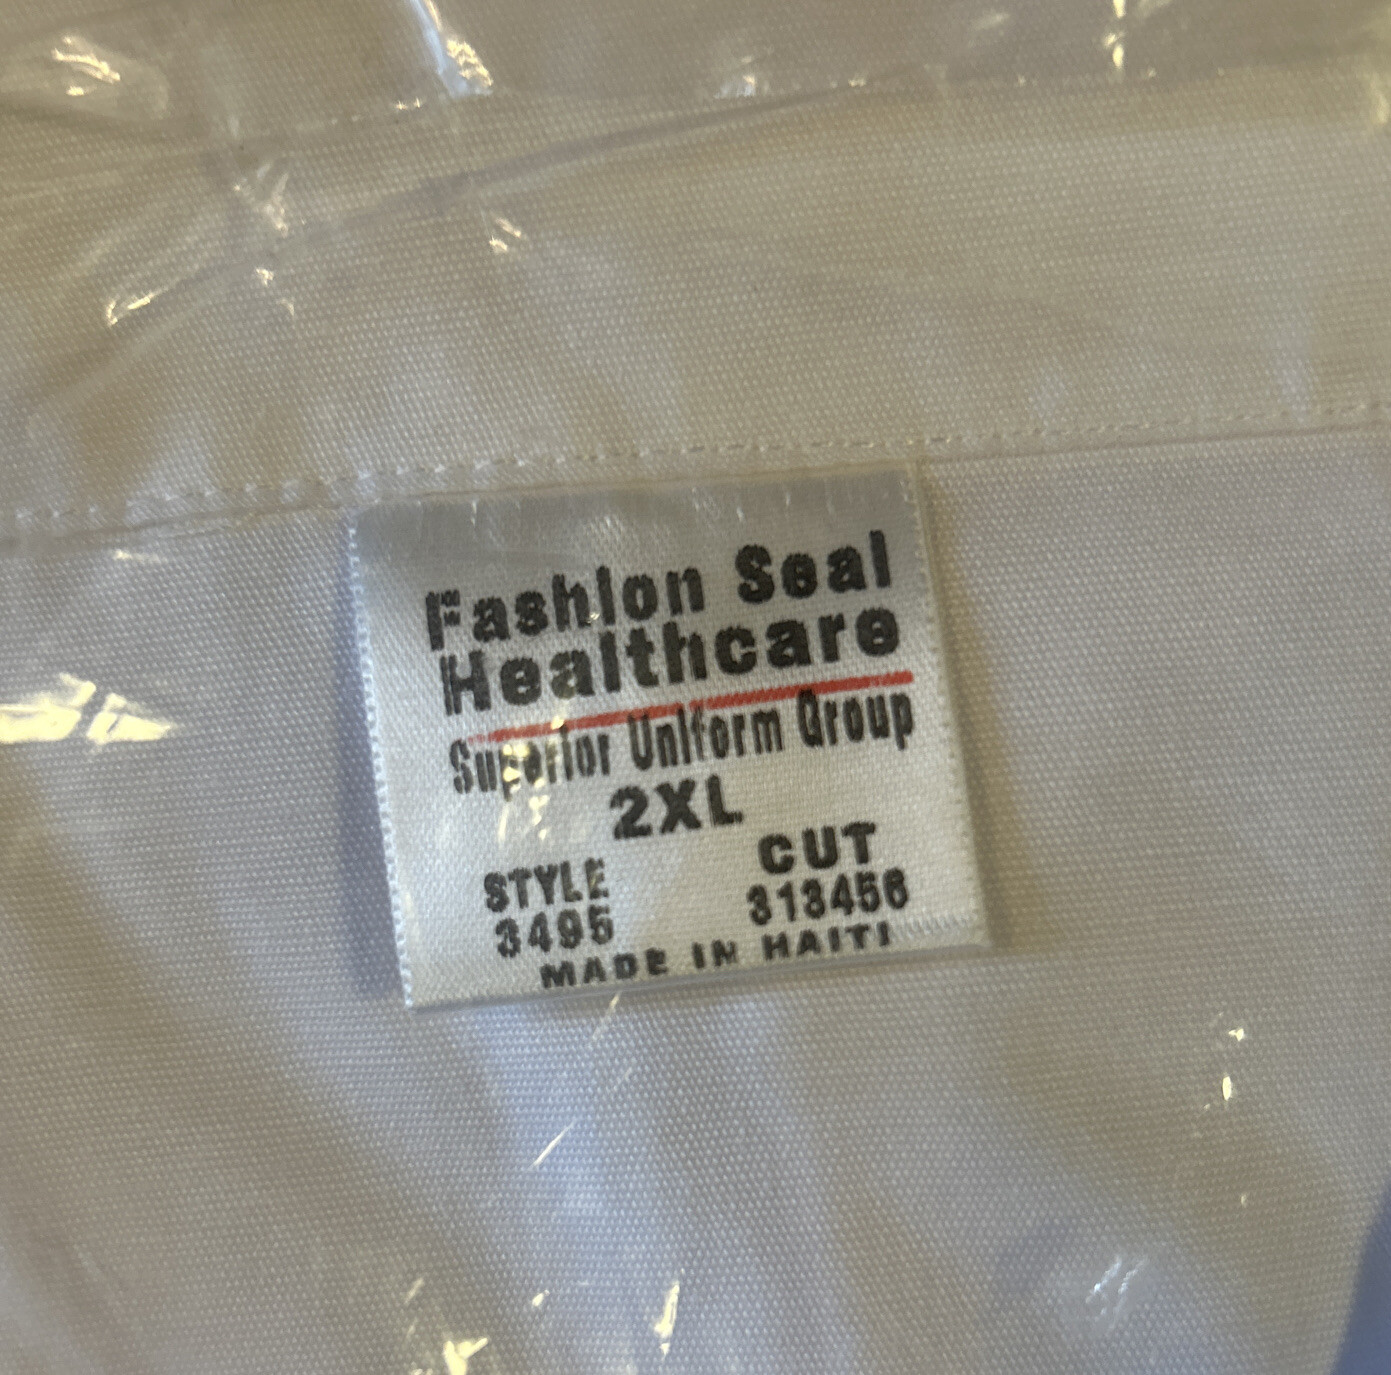 Fashion Seal
Healthcare
Superior Uniform Group
2XL
STYLE CUT
3495 313456
MADE IN HAITI